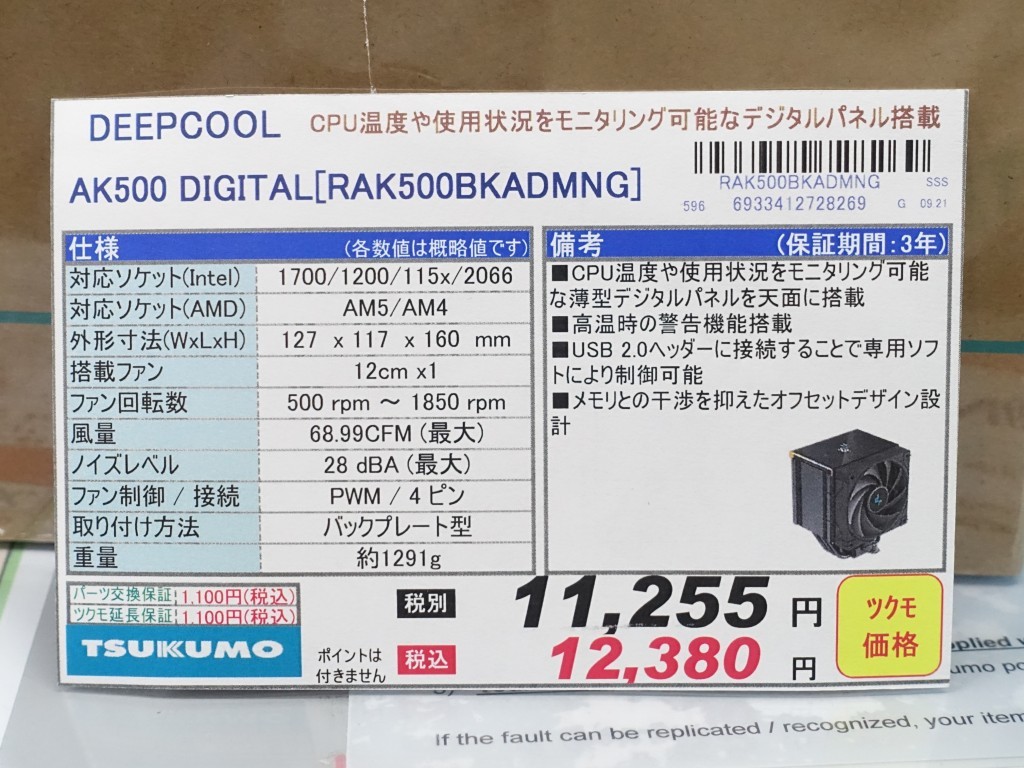 DEEPCOOL CPU温度や使用状況をモニタリング可能なデジタルパネル搭載
AK500 DIGITAL[RAK500BKADMNG]
RAK500BKADMNG SSS
596 6933412728269 G 09.21
仕様 (各数値は概略値です)
対応ソケット(Intel) 1700/1200/115x/2066
対応ソケット(AMD) AM5/AM4
外形寸法(WxLxH) 127 x 117 x 160 mm
搭載ファン 12cm x1
ファン回転数 500 rpm ～ 1850 rpm
風量 68.99CFM (最大)
ノイズレベル 28 dBA (最大)
ファン制御 / 接続 PWM / 4 ピン
取り付け方法 バックプレート型
重量 約1291g
備考 (保証期間:3年)
■CPU温度や使用状況をモニタリング可能
な薄型デジタルパネルを天面に搭載
■高温時の警告機能搭載
■USB 2.0ヘッダーに接続することで専用ソフ
トにより制御可能
■メモリとの干渉を抑えたオフセットデザイン設
計
パーツ交換保証 1,100円(税込)
ツクモ延長保証 1,100円(税込)
TSUKUMO
ポイントは
付きません
税別 11,255 円
税込 12,380 円
ツクモ
価格
pplied
umo po
If the fault can be replicated / recognized, your item